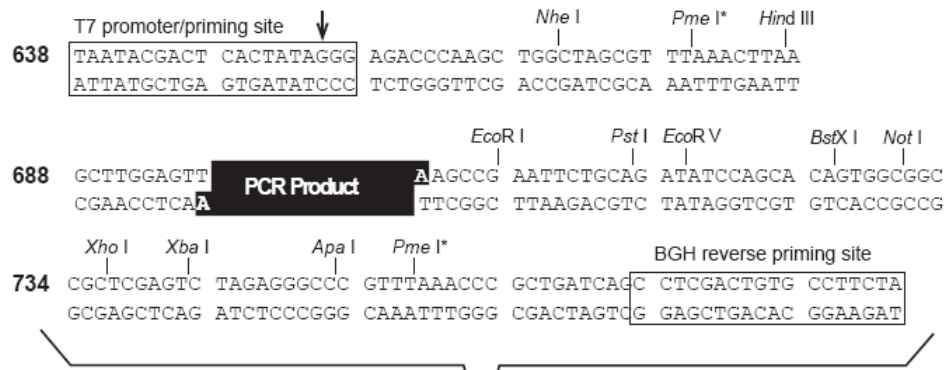 T7 promoter/priming site
Nhe I Pme I* Hind III
638 TAATACGACT CACTATAGGG AGACCCAAGC TGGCTAGCGT TTAAACTTAA
ATTATGCTGA GTGATATCCC TCTGGGTTCG ACCGATCGCA AATTTGAATT
EcoR I Pst I EcoR V BstX I Not I
688 GCTTGGAGTT PCR Product AAGCCG AATTCTGCAG ATATCCAGCA CAGTGGCGGC
CGAACCTCAA TTCGGC TTAAGACGTC TATAGGTCGT GTCACCGCCG
Xho I Xba I Apa I Pme I* BGH reverse priming site
734 CGCTCGAGTC TAGAGGGCCC GTTTAAACCC GCTGATCAGC CTCGACTGTG CCTTCTA
GCGAGCTCAG ATCTCCCGGG CAAATTTGGG CGACTAGTCG GAGCTGACAC GGAAGAT